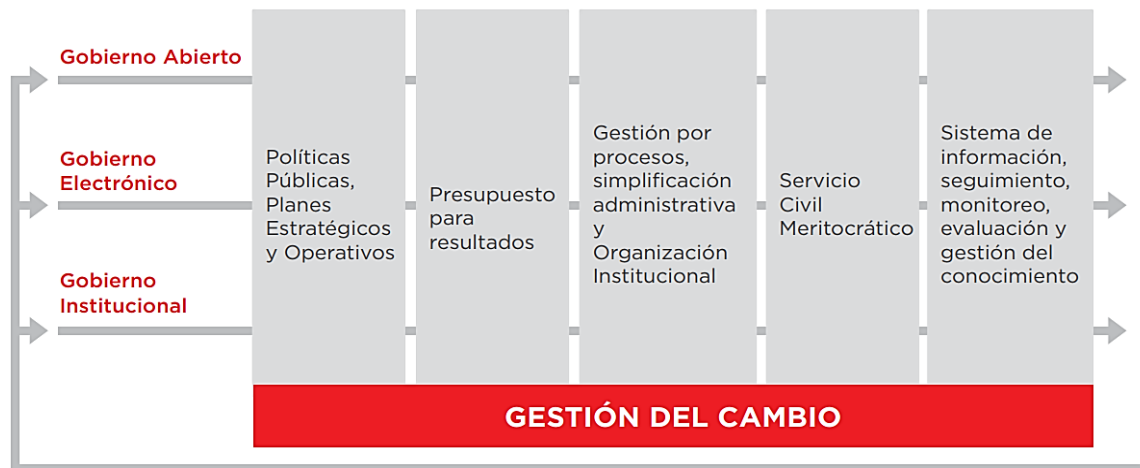 Gobierno Abierto
Gobierno
Electrónico
Gobierno
Institucional
Políticas
Públicas,
Planes
Estratégicos
y Operativos
Presupuesto
para
resultados
Gestión por
procesos,
simplificación
administrativa
y
Organización
Institucional
Servicio
Civil
Meritocrático
Sistema de
información,
seguimiento,
monitoreo,
evaluación y
gestión del
conocimiento
GESTIÓN DEL CAMBIO